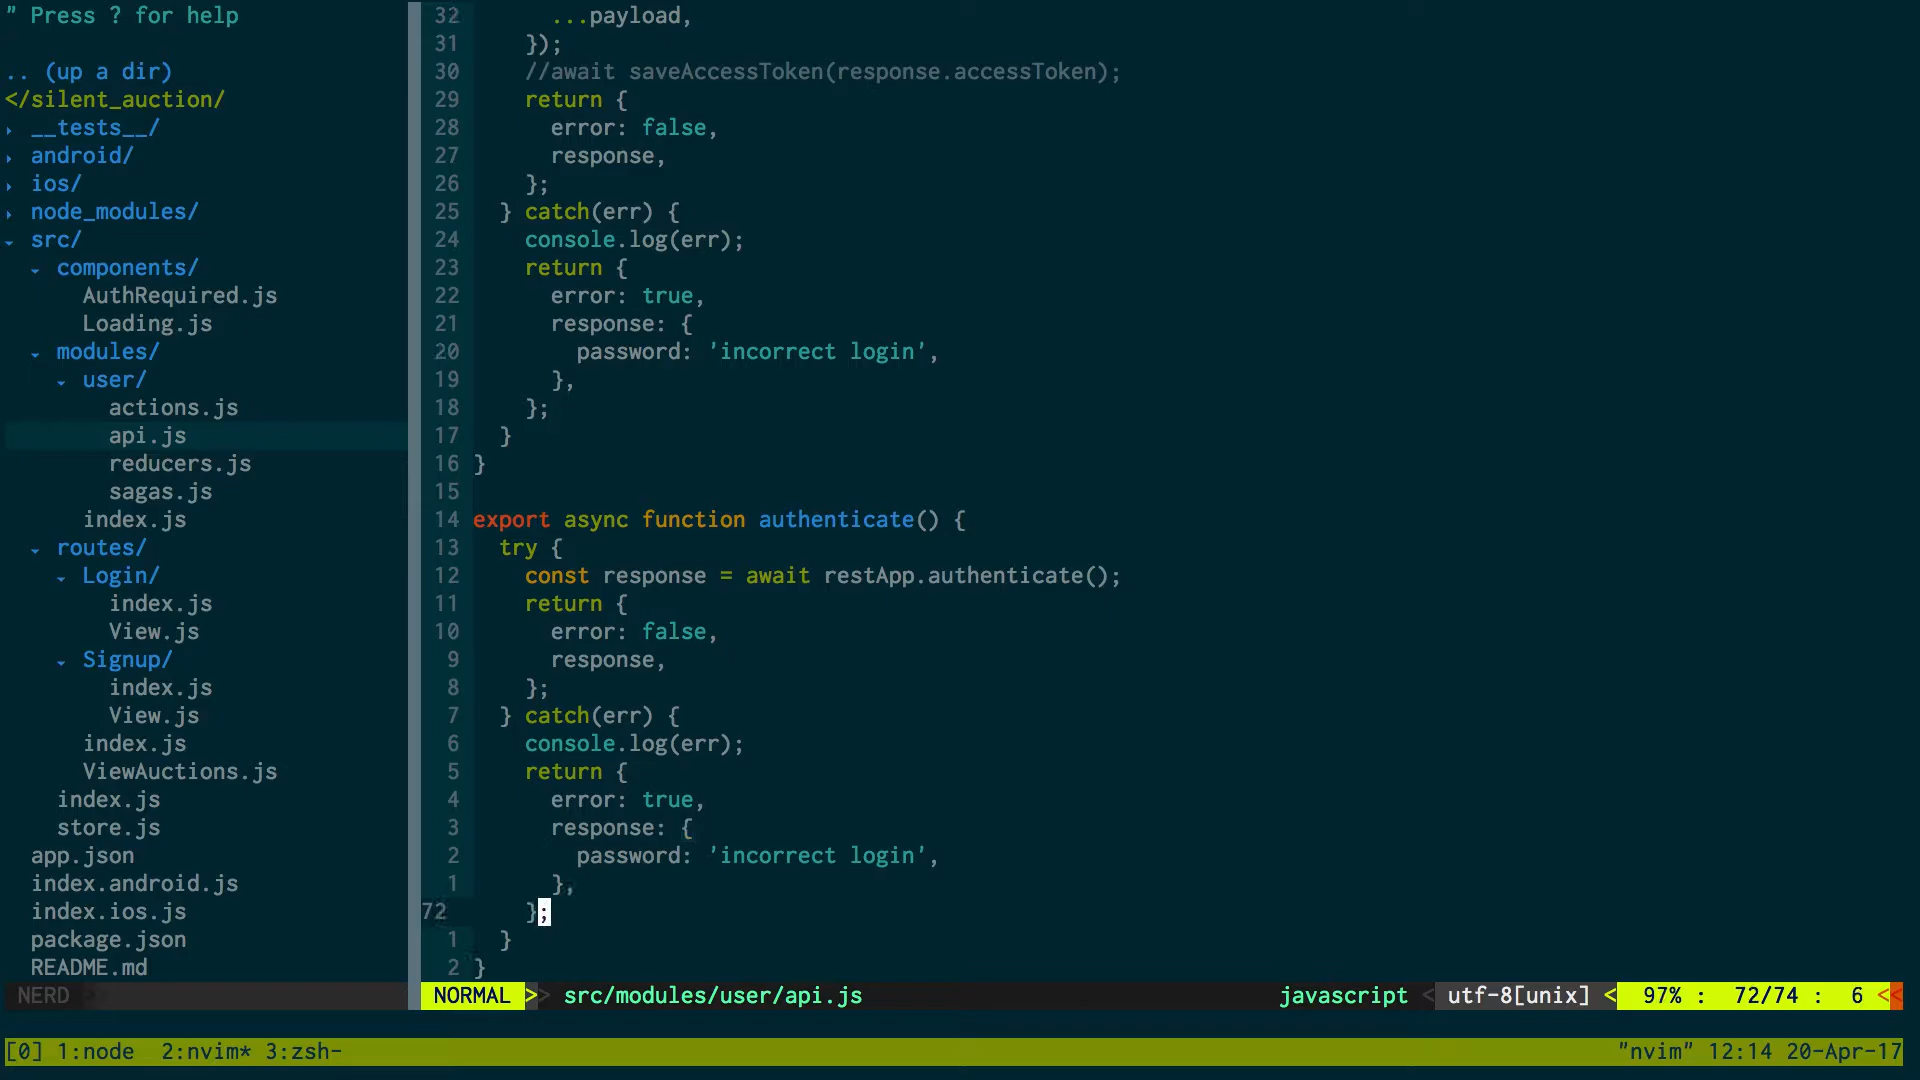 " Press ? for help
.. (up a dir)
</silent_auction/
▸ __tests__/
▸ android/
▸ ios/
▸ node_modules/
▾ src/
▾ components/
AuthRequired.js
Loading.js
▾ modules/
▾ user/
actions.js
api.js
reducers.js
sagas.js
index.js
▾ routes/
▾ Login/
index.js
View.js
▾ Signup/
index.js
View.js
index.js
ViewAuctions.js
index.js
store.js
app.json
index.android.js
index.ios.js
package.json
README.md
NERD
32 ...payload,
31 });
30 //await saveAccessToken(response.accessToken);
29 return {
28 error: false,
27 response,
26 };
25 } catch(err) {
24 console.log(err);
23 return {
22 error: true,
21 response: {
20 password: 'incorrect login',
19 },
18 };
17 }
16 }
15
14 export async function authenticate() {
13 try {
12 const response = await restApp.authenticate();
11 return {
10 error: false,
9 response,
8 };
7 } catch(err) {
6 console.log(err);
5 return {
4 error: true,
3 response: {
2 password: 'incorrect login',
1 },
72 };
1 }
2 }
NORMAL >> src/modules/user/api.js javascript < utf-8[unix] < 97% : 72/74 : 6 <<
[0] 1:node 2:nvim* 3:zsh- "nvim" 12:14 20-Apr-17